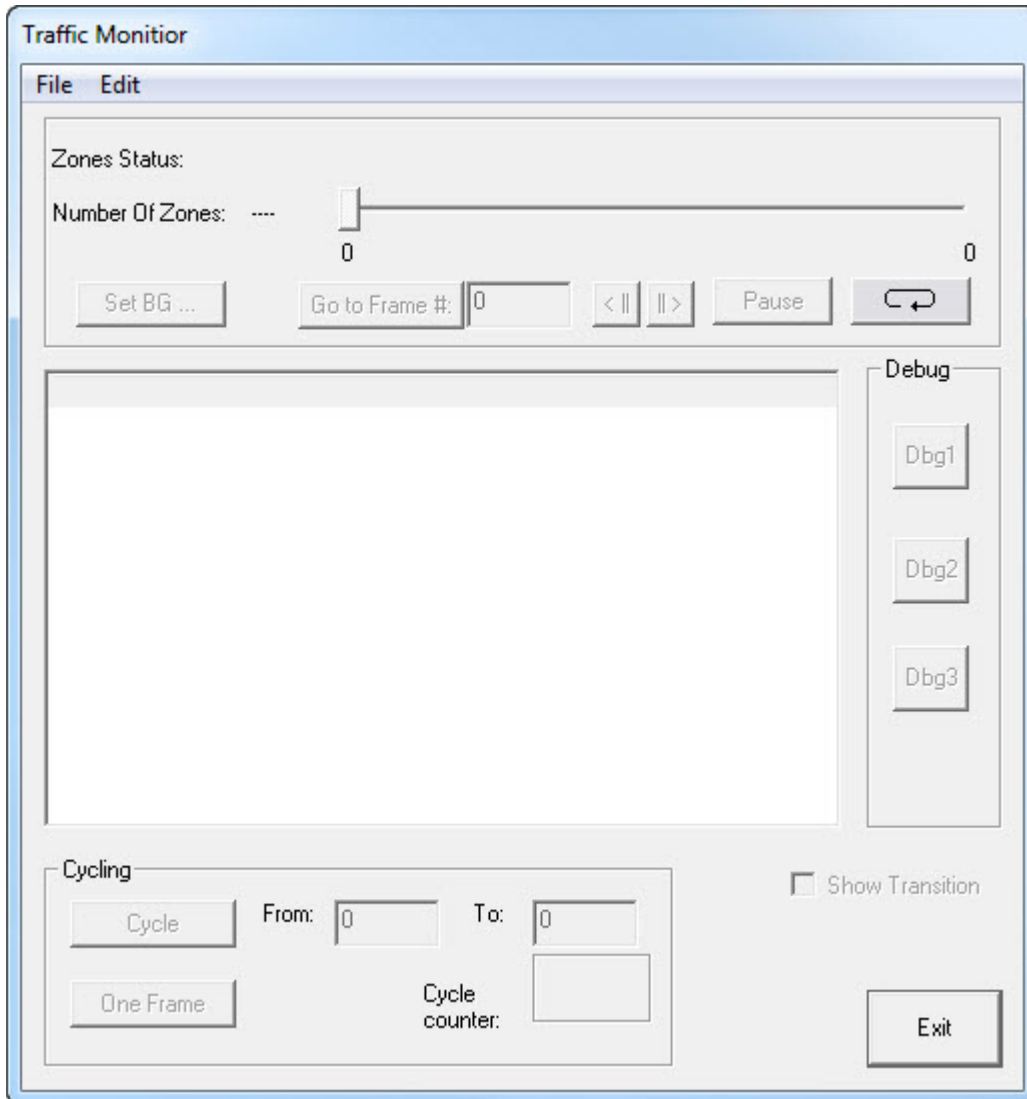 Traffic Monitior
File Edit
Zones Status:
Number Of Zones: ----
0 0
Set BG ... Go to Frame #: 0 < || || > Pause
Debug
Dbg1
Dbg2
Dbg3
Cycling
Show Transition
Cycle From: 0 To: 0
One Frame Cycle
counter:
Exit